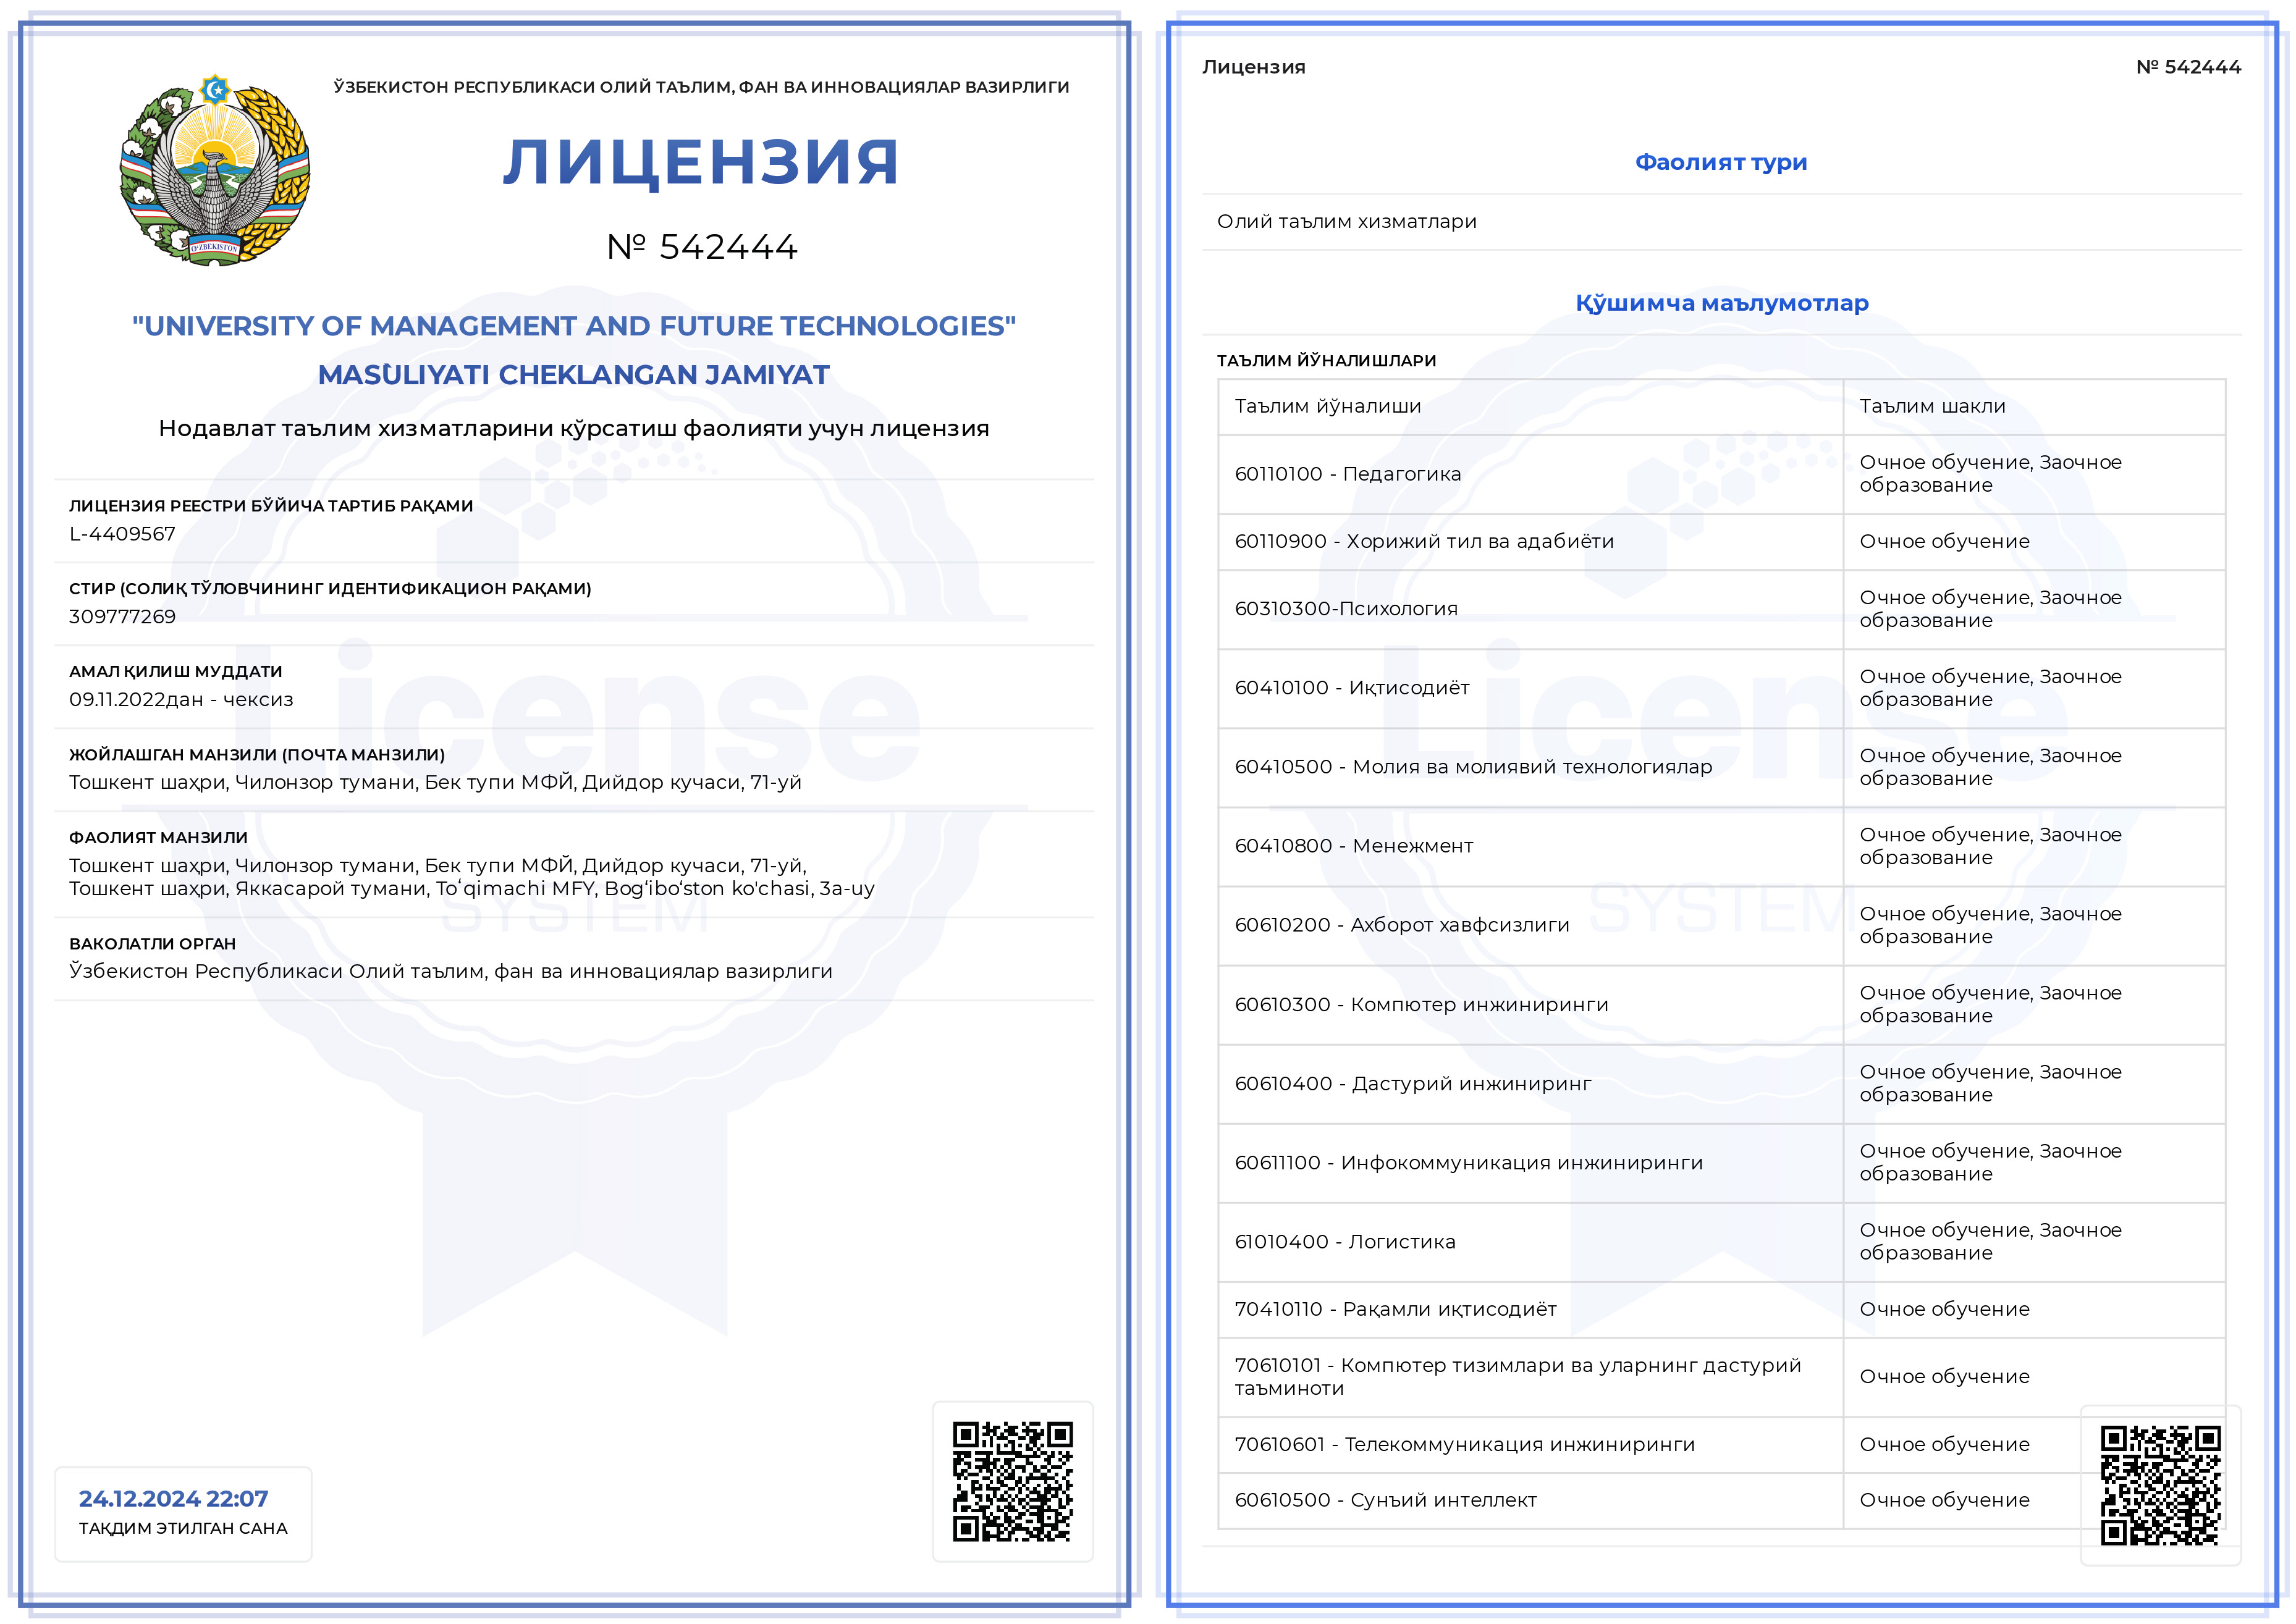 ЎЗБЕКИСТОН РЕСПУБЛИКАСИ ОЛИЙ ТАЪЛИМ, ФАН ВА ИННОВАЦИЯЛАР ВАЗИРЛИГИ
ЛИЦЕНЗИЯ
№ 542444
O'ZBEKISTON
"UNIVERSITY OF MANAGEMENT AND FUTURE TECHNOLOGIES"
MAS`ULIYATI CHEKLANGAN JAMIYAT
Нодавлат таълим хизматларини кўрсатиш фаолияти учун лицензия
ЛИЦЕНЗИЯ РЕЕСТРИ БЎЙИЧА ТАРТИБ РАҚАМИ
L-4409567
СТИР (СОЛИҚ ТЎЛОВЧИНИНГ ИДЕНТИФИКАЦИОН РАҚАМИ)
309777269
АМАЛ ҚИЛИШ МУДДАТИ
09.11.2022дан - чексиз
ЖОЙЛАШГАН МАНЗИЛИ (ПОЧТА МАНЗИЛИ)
Тошкент шаҳри, Чилонзор тумани, Бек тупи МФЙ, Дийдор кучаси, 71-уй
ФАОЛИЯТ МАНЗИЛИ
Тошкент шаҳри, Чилонзор тумани, Бек тупи МФЙ, Дийдор кучаси, 71-уй,
Тошкент шаҳри, Яккасарой тумани, Toʻqimachi MFY, Bog‘ibo‘ston ko'chasi, 3a-uy
ВАКОЛАТЛИ ОРГАН
Ўзбекистон Республикаси Олий таълим, фан ва инновациялар вазирлиги
License
SYSTEM
24.12.2024 22:07
ТАҚДИМ ЭТИЛГАН САНА
Лицензия
№ 542444
Фаолият тури
Олий таълим хизматлари
Қўшимча маълумотлар
ТАЪЛИМ ЙЎНАЛИШЛАРИ
Таълим йўналиши
Таълим шакли
60110100 - Педагогика
Очное обучение, Заочное
образование
60110900 - Хорижий тил ва адабиёти
Очное обучение
60310300-Психология
Очное обучение, Заочное
образование
60410100 - Иқтисодиёт
Очное обучение, Заочное
образование
60410500 - Молия ва молиявий технологиялар
Очное обучение, Заочное
образование
60410800 - Менежмент
Очное обучение, Заочное
образование
60610200 - Ахборот хавфсизлиги
Очное обучение, Заочное
образование
60610300 - Компютер инжиниринги
Очное обучение, Заочное
образование
60610400 - Дастурий инжиниринг
Очное обучение, Заочное
образование
60611100 - Инфокоммуникация инжиниринги
Очное обучение, Заочное
образование
61010400 - Логистика
Очное обучение, Заочное
образование
70410110 - Рақамли иқтисодиёт
Очное обучение
70610101 - Компютер тизимлари ва уларнинг дастурий
таъминоти
Очное обучение
70610601 - Телекоммуникация инжиниринги
Очное обучение
60610500 - Сунъий интеллект
Очное обучение
License
SYSTEM